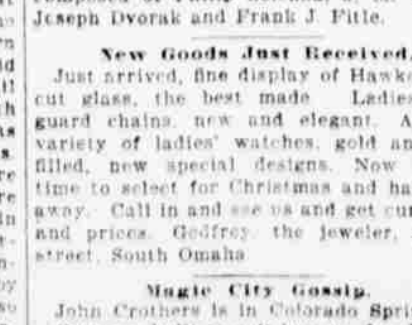 Joseph Dvorak and Frank J. Fitle.
New Goods Just Received.
Just arrived, fine display of Hawke
cut glass, the best made Ladies
guard chains, new and elegant. A
variety of ladies' watches, gold an
filled, new special designs. Now
time to select for Christmas and ha
away. Call in and see us and get our
and prices. Godfrey, the jeweler,
street, South Omaha
Magic City Gossip.
John Crothers is in Colorado Spri